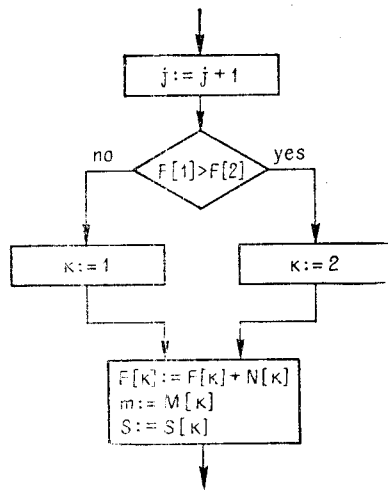 j := j + 1
no
F[1]>F[2]
yes
κ := 1
κ := 2
F[κ] := F[κ] + N[κ]
m := M[κ]
S := S[κ]